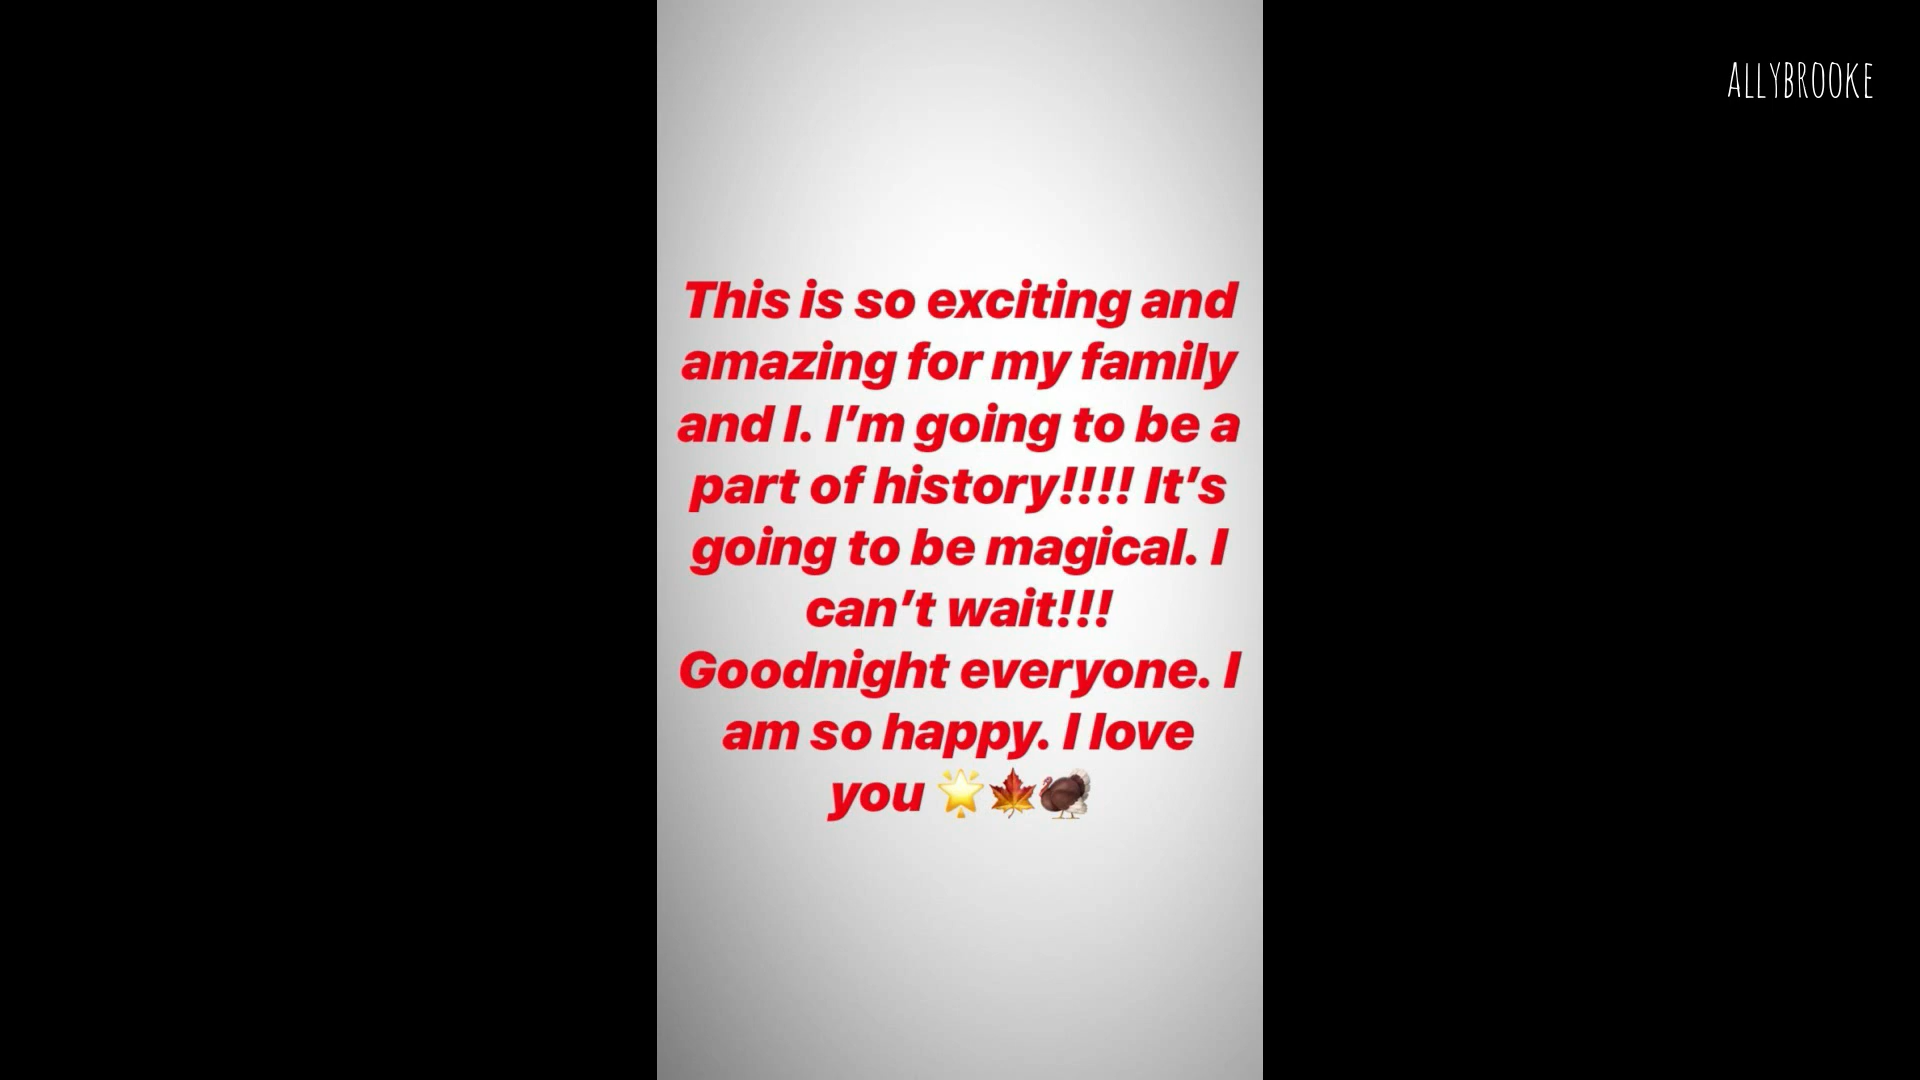 ALLYBROOKE
This is so exciting and
amazing for my family
and I. I’m going to be a
part of history!!!! It’s
going to be magical. I
can’t wait!!!
Goodnight everyone. I
am so happy. I love
you 🌟🍁🦃